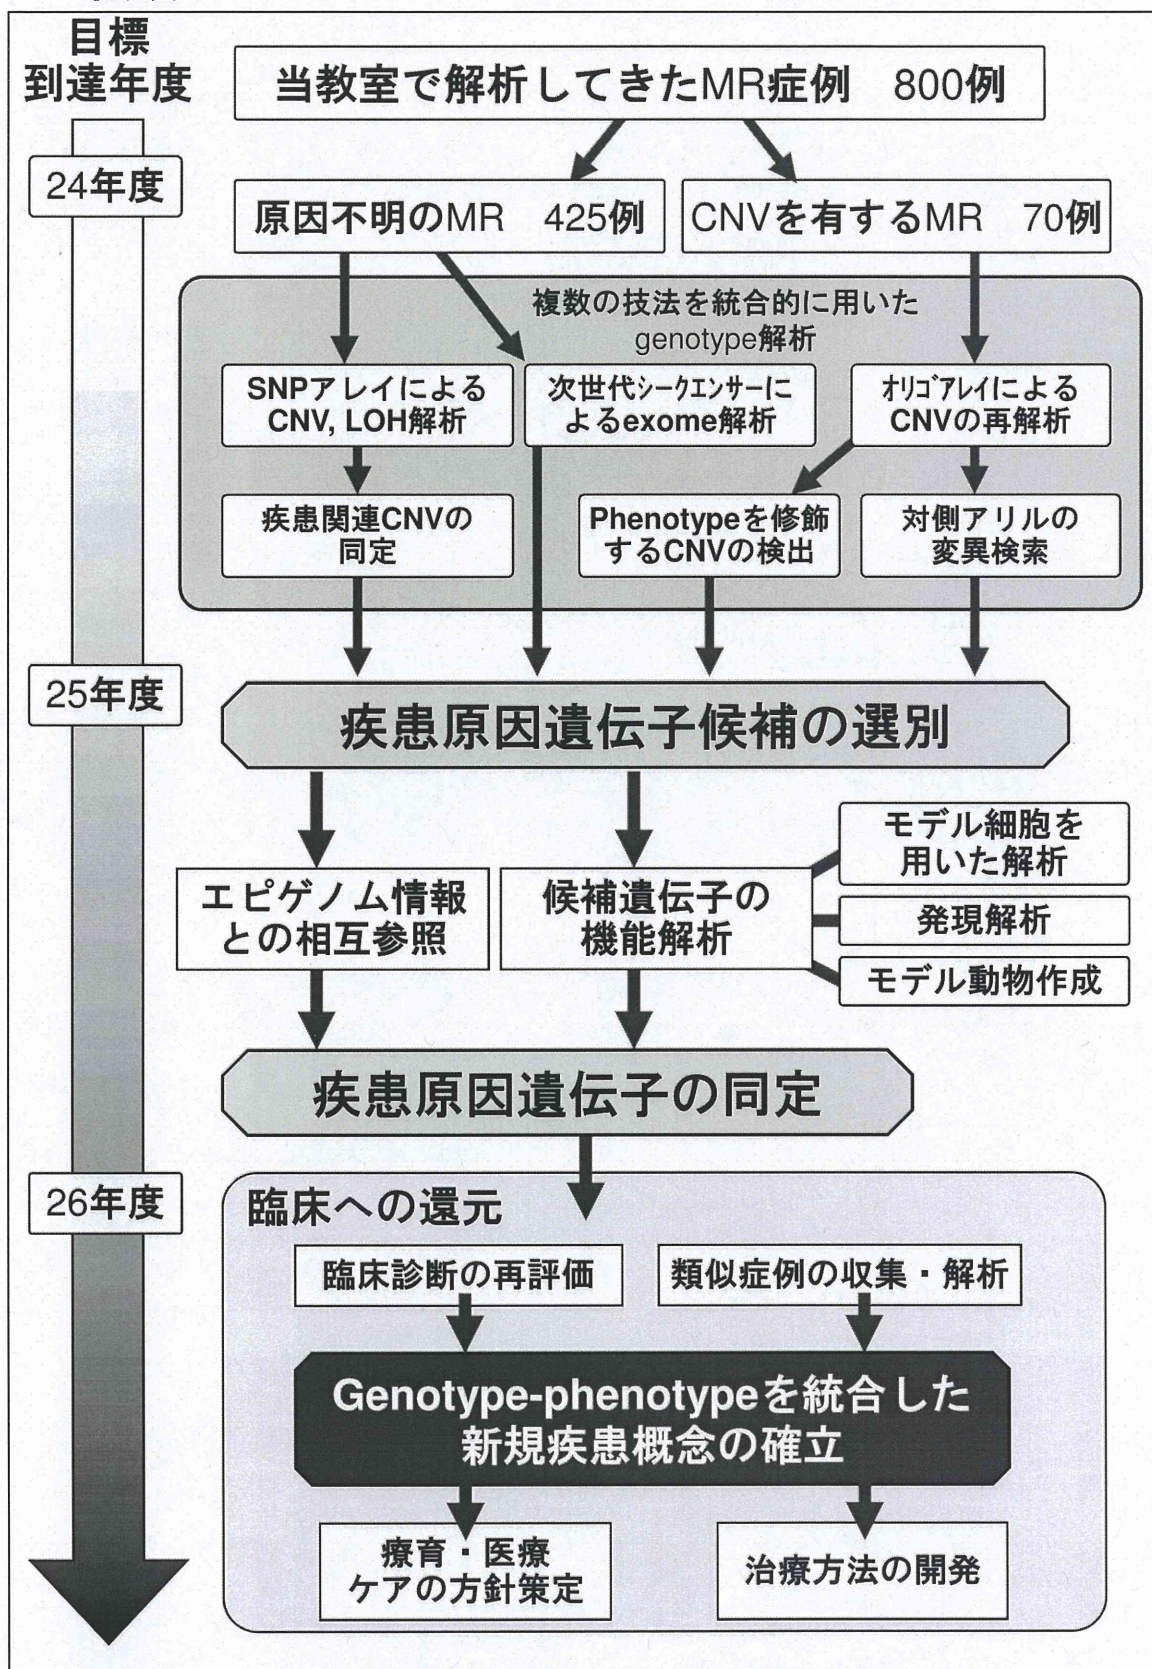 目標
到達年度
当教室で解析してきたMR症例　800例
24年度
原因不明のMR　425例
CNVを有するMR　70例
複数の技法を統合的に用いた
genotype解析
SNPアレイによる
CNV, LOH解析
次世代シークエンサーに
よるexome解析
オリゴアレイによる
CNVの再解析
疾患関連CNVの
同定
Phenotypeを修飾
するCNVの検出
対側アリルの
変異検索
25年度
疾患原因遺伝子候補の選別
エピゲノム情報
との相互参照
候補遺伝子の
機能解析
モデル細胞を
用いた解析
発現解析
モデル動物作成
疾患原因遺伝子の同定
26年度
臨床への還元
臨床診断の再評価
類似症例の収集・解析
Genotype-phenotypeを統合した
新規疾患概念の確立
療育・医療
ケアの方針策定
治療方法の開発